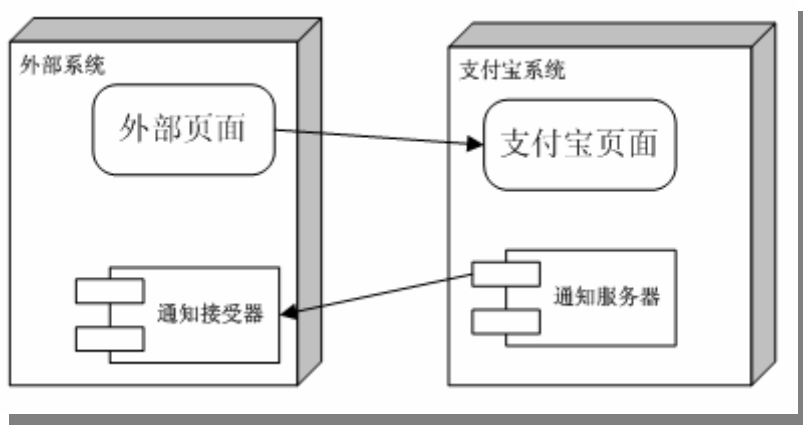 外部系统
支付宝系统
外部页面
支付宝页面
通知接受器
通知服务器